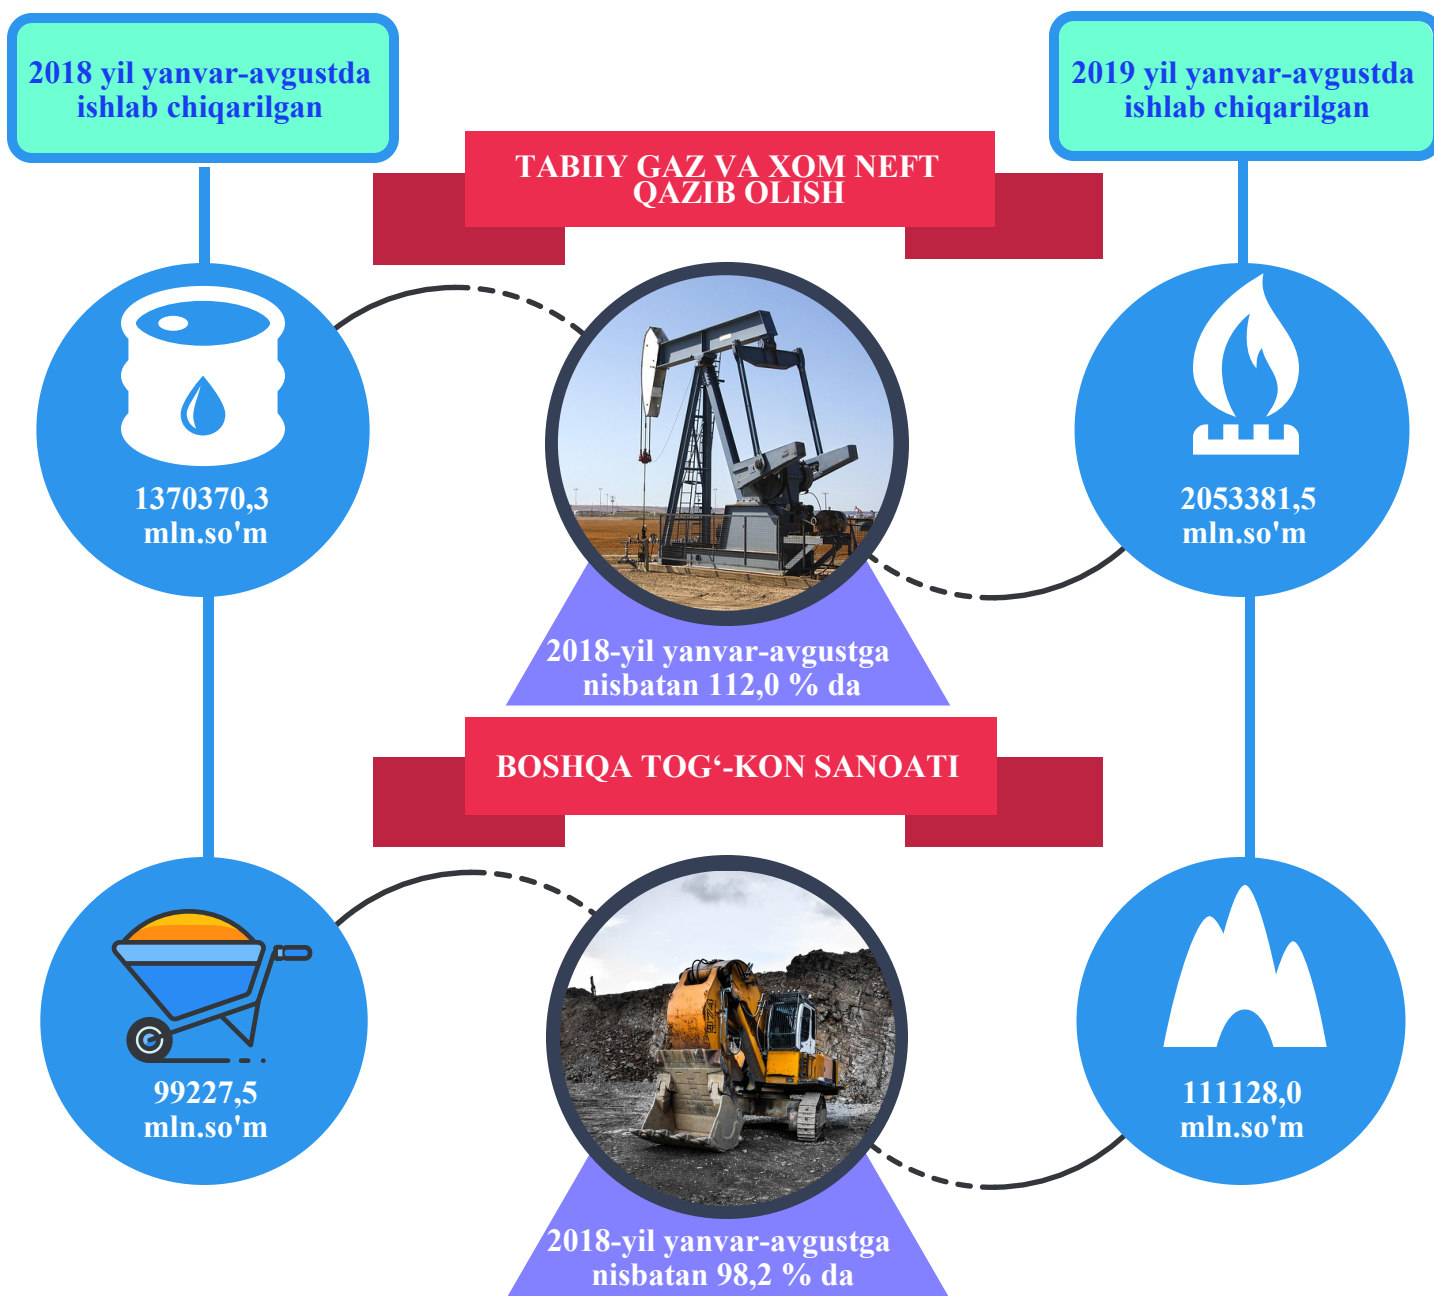 2018 yil yanvar-avgustda
ishlab chiqarilgan
2019 yil yanvar-avgustda
ishlab chiqarilgan
TABIIY GAZ VA XOM NEFT
QAZIB OLISH
1370370,3
mln.so'm
2053381,5
mln.so'm
2018-yil yanvar-avgustga
nisbatan 112,0 % da
BOSHQA TOG‘-KON SANOATI
99227,5
mln.so'm
111128,0
mln.so'm
2018-yil yanvar-avgustga
nisbatan 98,2 % da